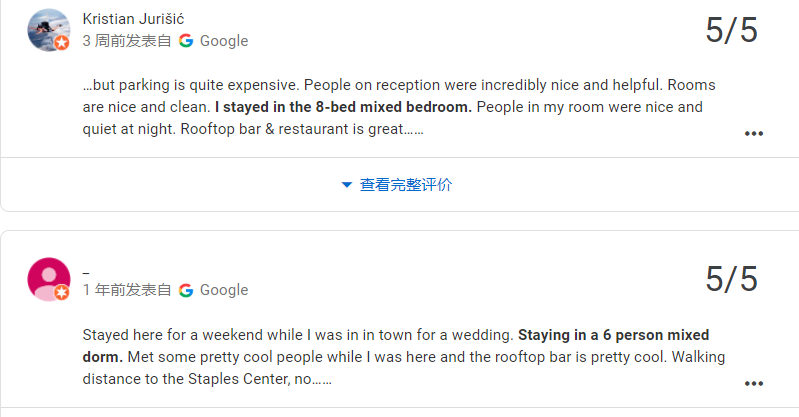 Kristian Jurišić
5/5
3 周前发表自 Google
…but parking is quite expensive. People on reception were incredibly nice and helpful. Rooms
are nice and clean. I stayed in the 8-bed mixed bedroom. People in my room were nice and
quiet at night. Rooftop bar & restaurant is great……
查看完整评价
_
5/5
1 年前发表自 Google
Stayed here for a weekend while I was in in town for a wedding. Staying in a 6 person mixed
dorm. Met some pretty cool people while I was here and the rooftop bar is pretty cool. Walking
distance to the Staples Center, no……